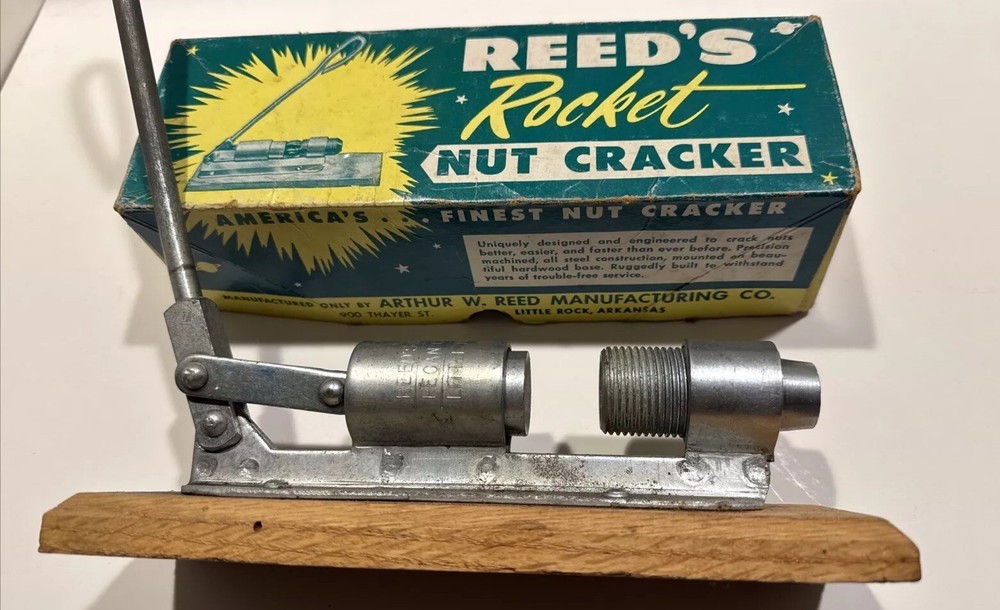 REED'S
Rocket
NUT CRACKER
AMERICA'S . . . FINEST NUT CRACKER
Uniquely designed and engineered to crack nuts
better, easier, and faster than ever before. Precision
machined, all steel construction, mounted on beau-
tiful hardwood base. Ruggedly built to withstand
years of trouble-free service.
MANUFACTURED ONLY BY ARTHUR W. REED MANUFACTURING CO.
900 THAYER ST. LITTLE ROCK, ARKANSAS
REED'S